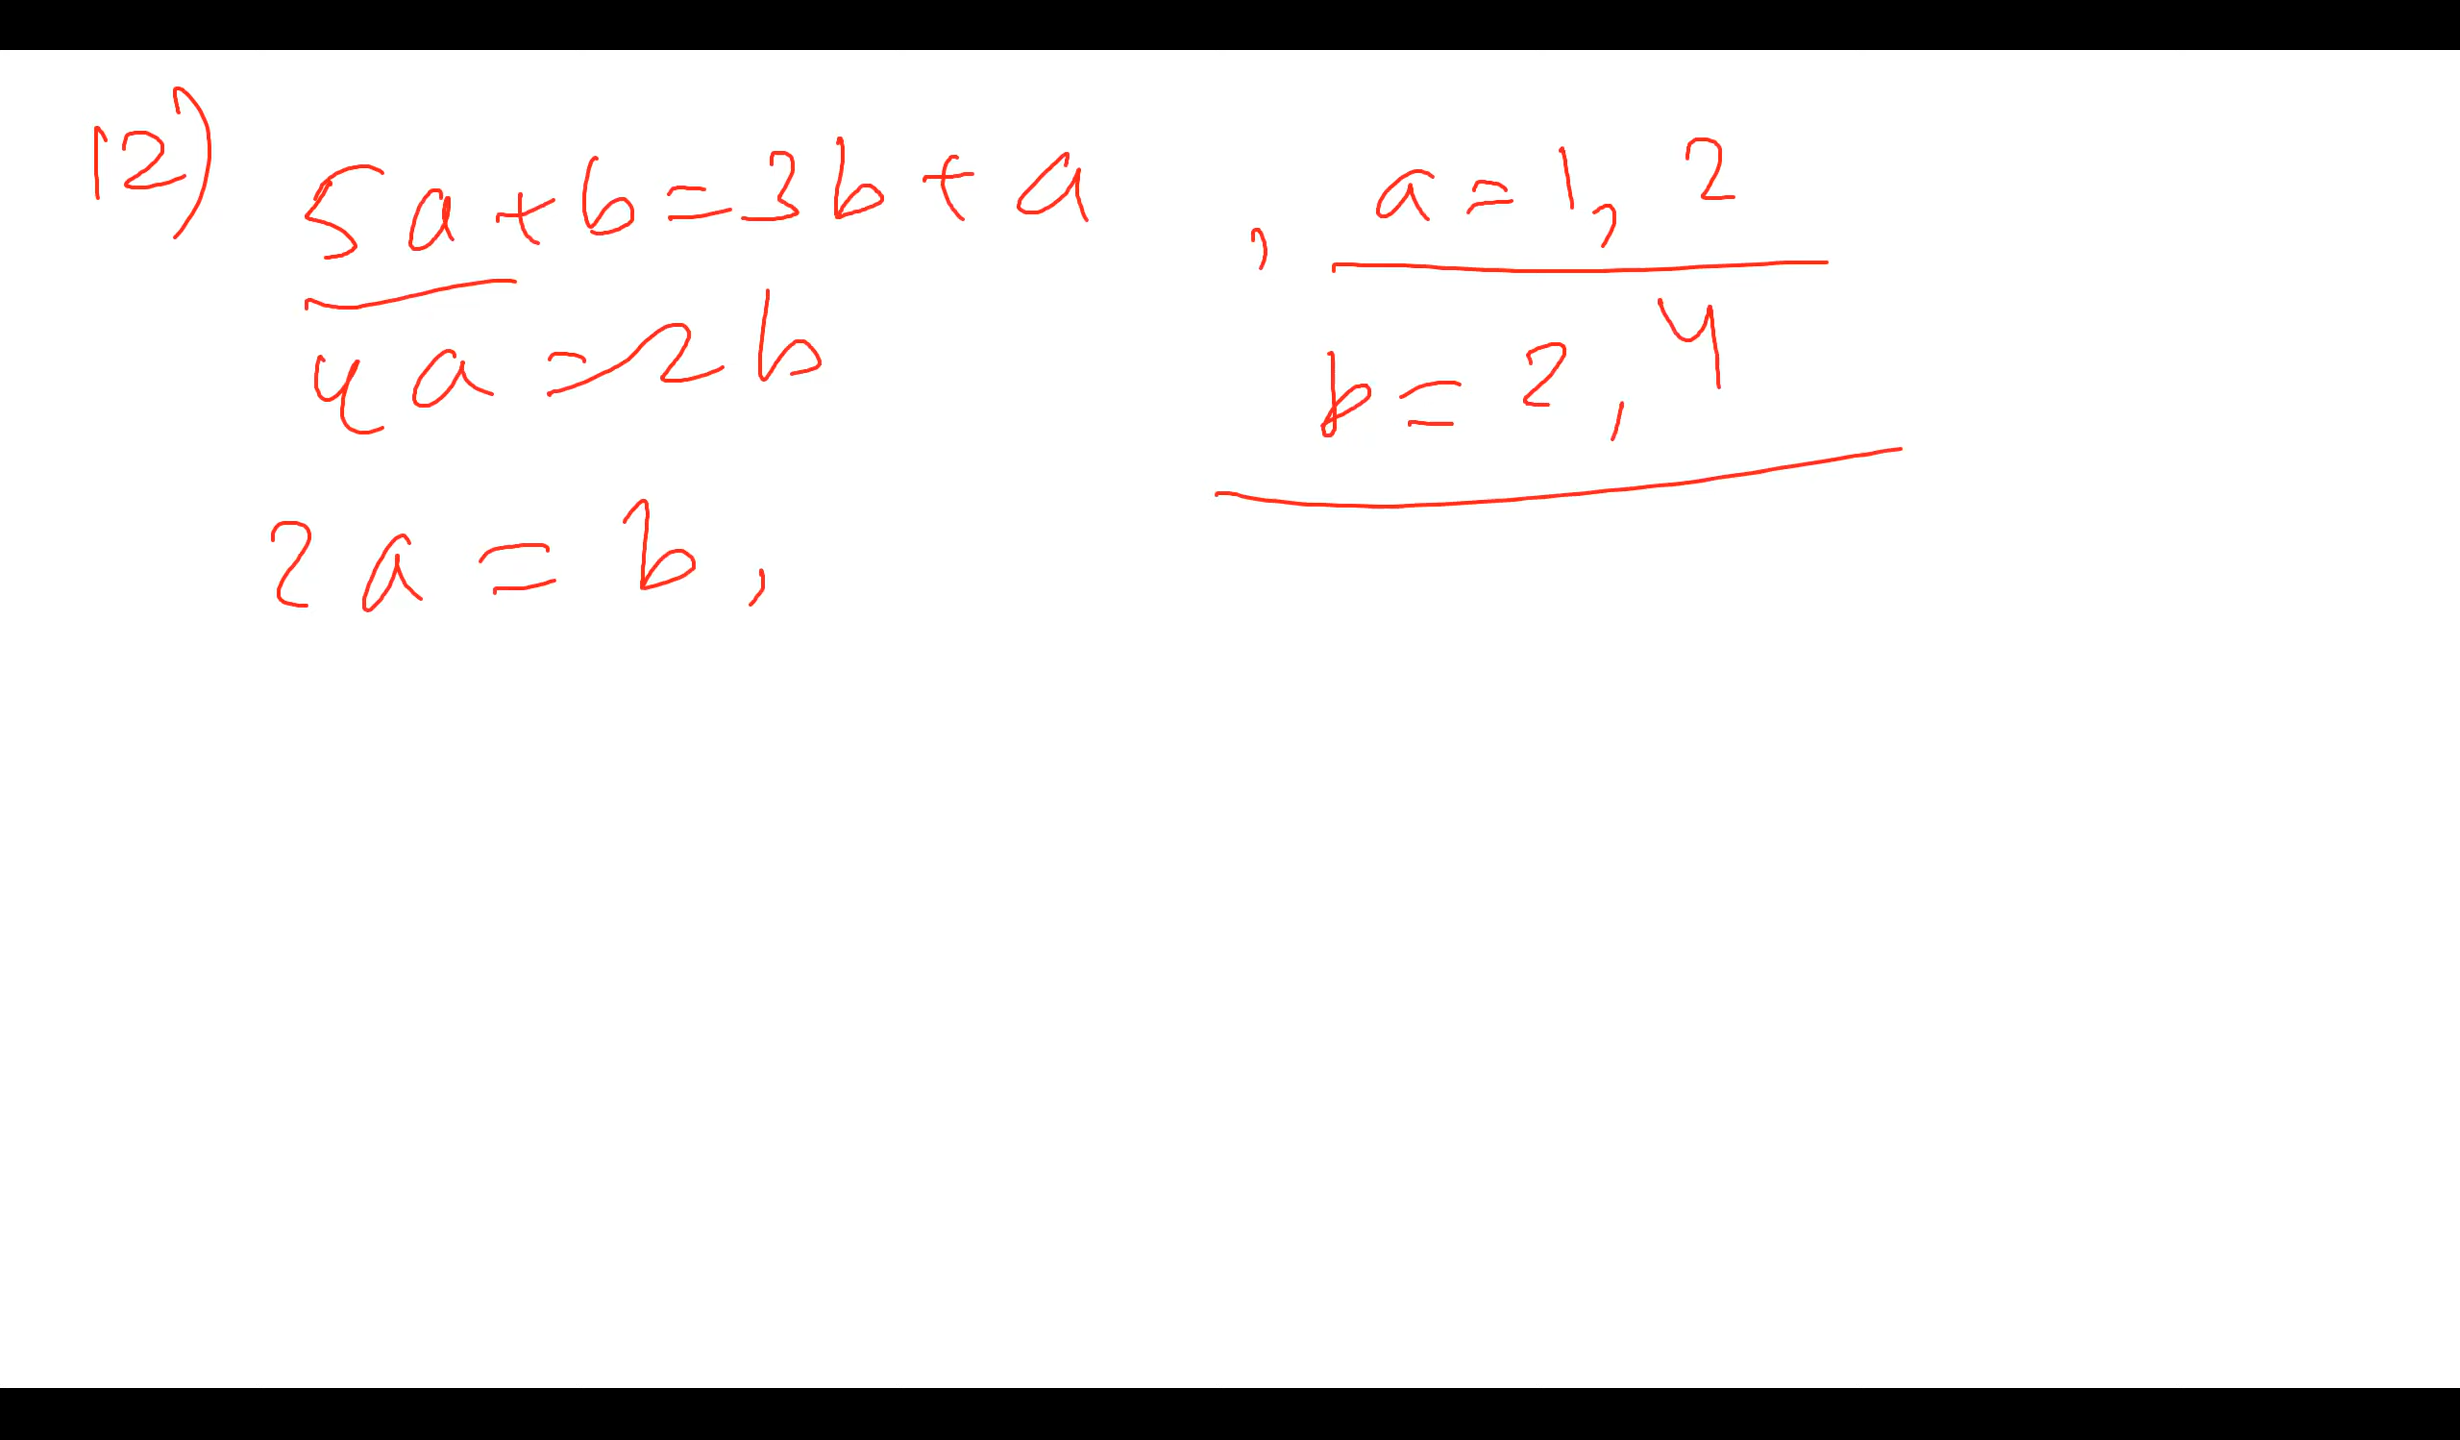 12) 5a+b=3b+a , a=1,2
4a=2b b=2,4
2a=b,